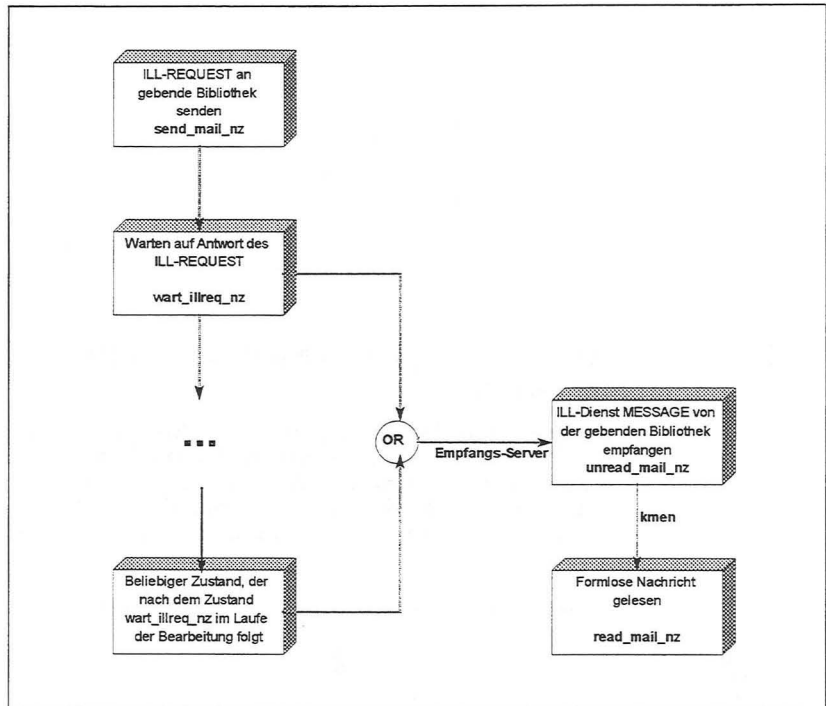 ILL-REQUEST an
gebende Bibliothek
senden
send_mail_nz
Warten auf Antwort des
ILL-REQUEST
wart_illreq_nz
...
Beliebiger Zustand, der
nach dem Zustand
wart_illreq_nz im Laufe
der Bearbeitung folgt
OR
Empfangs-Server
ILL-Dienst MESSAGE von
der gebenden Bibliothek
empfangen
unread_mail_nz
kmen
Formlose Nachricht
gelesen
read_mail_nz